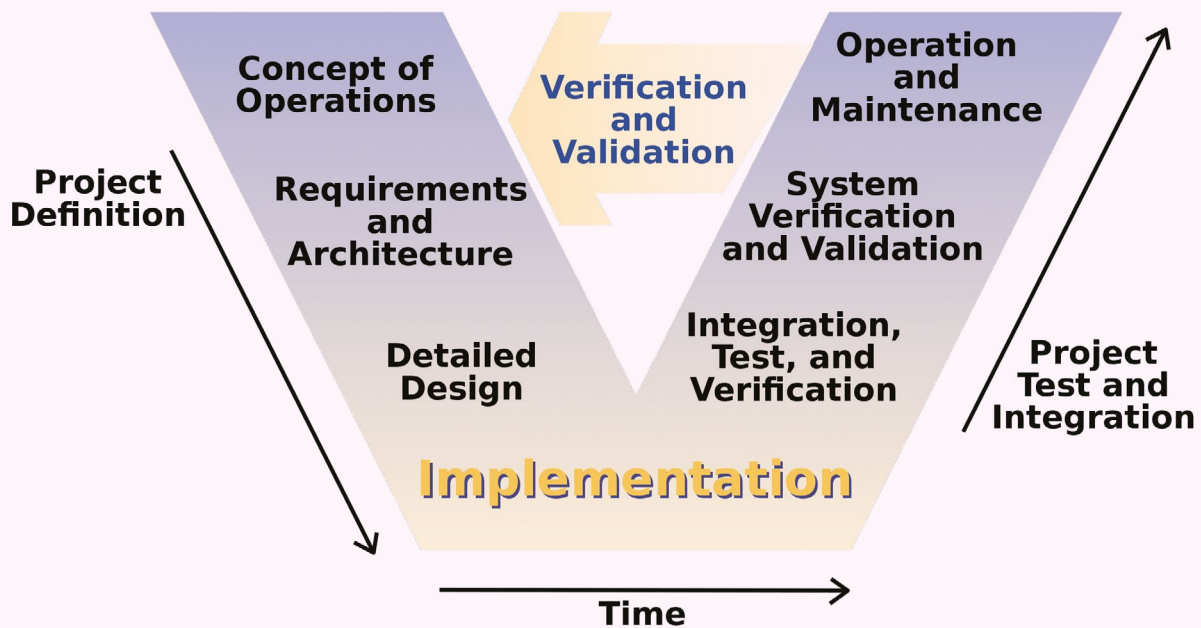 Concept of
Operations
Verification
and
Validation
Operation
and
Maintenance
Project
Definition
Requirements
and
Architecture
System
Verification
and Validation
Detailed
Design
Integration,
Test, and
Verification
Project
Test and
Integration
Implementation
Time